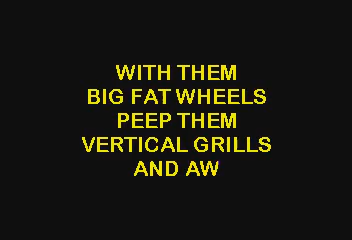 WITH THEM
BIG FAT WHEELS
PEEP THEM
VERTICAL GRILLS
AND AW